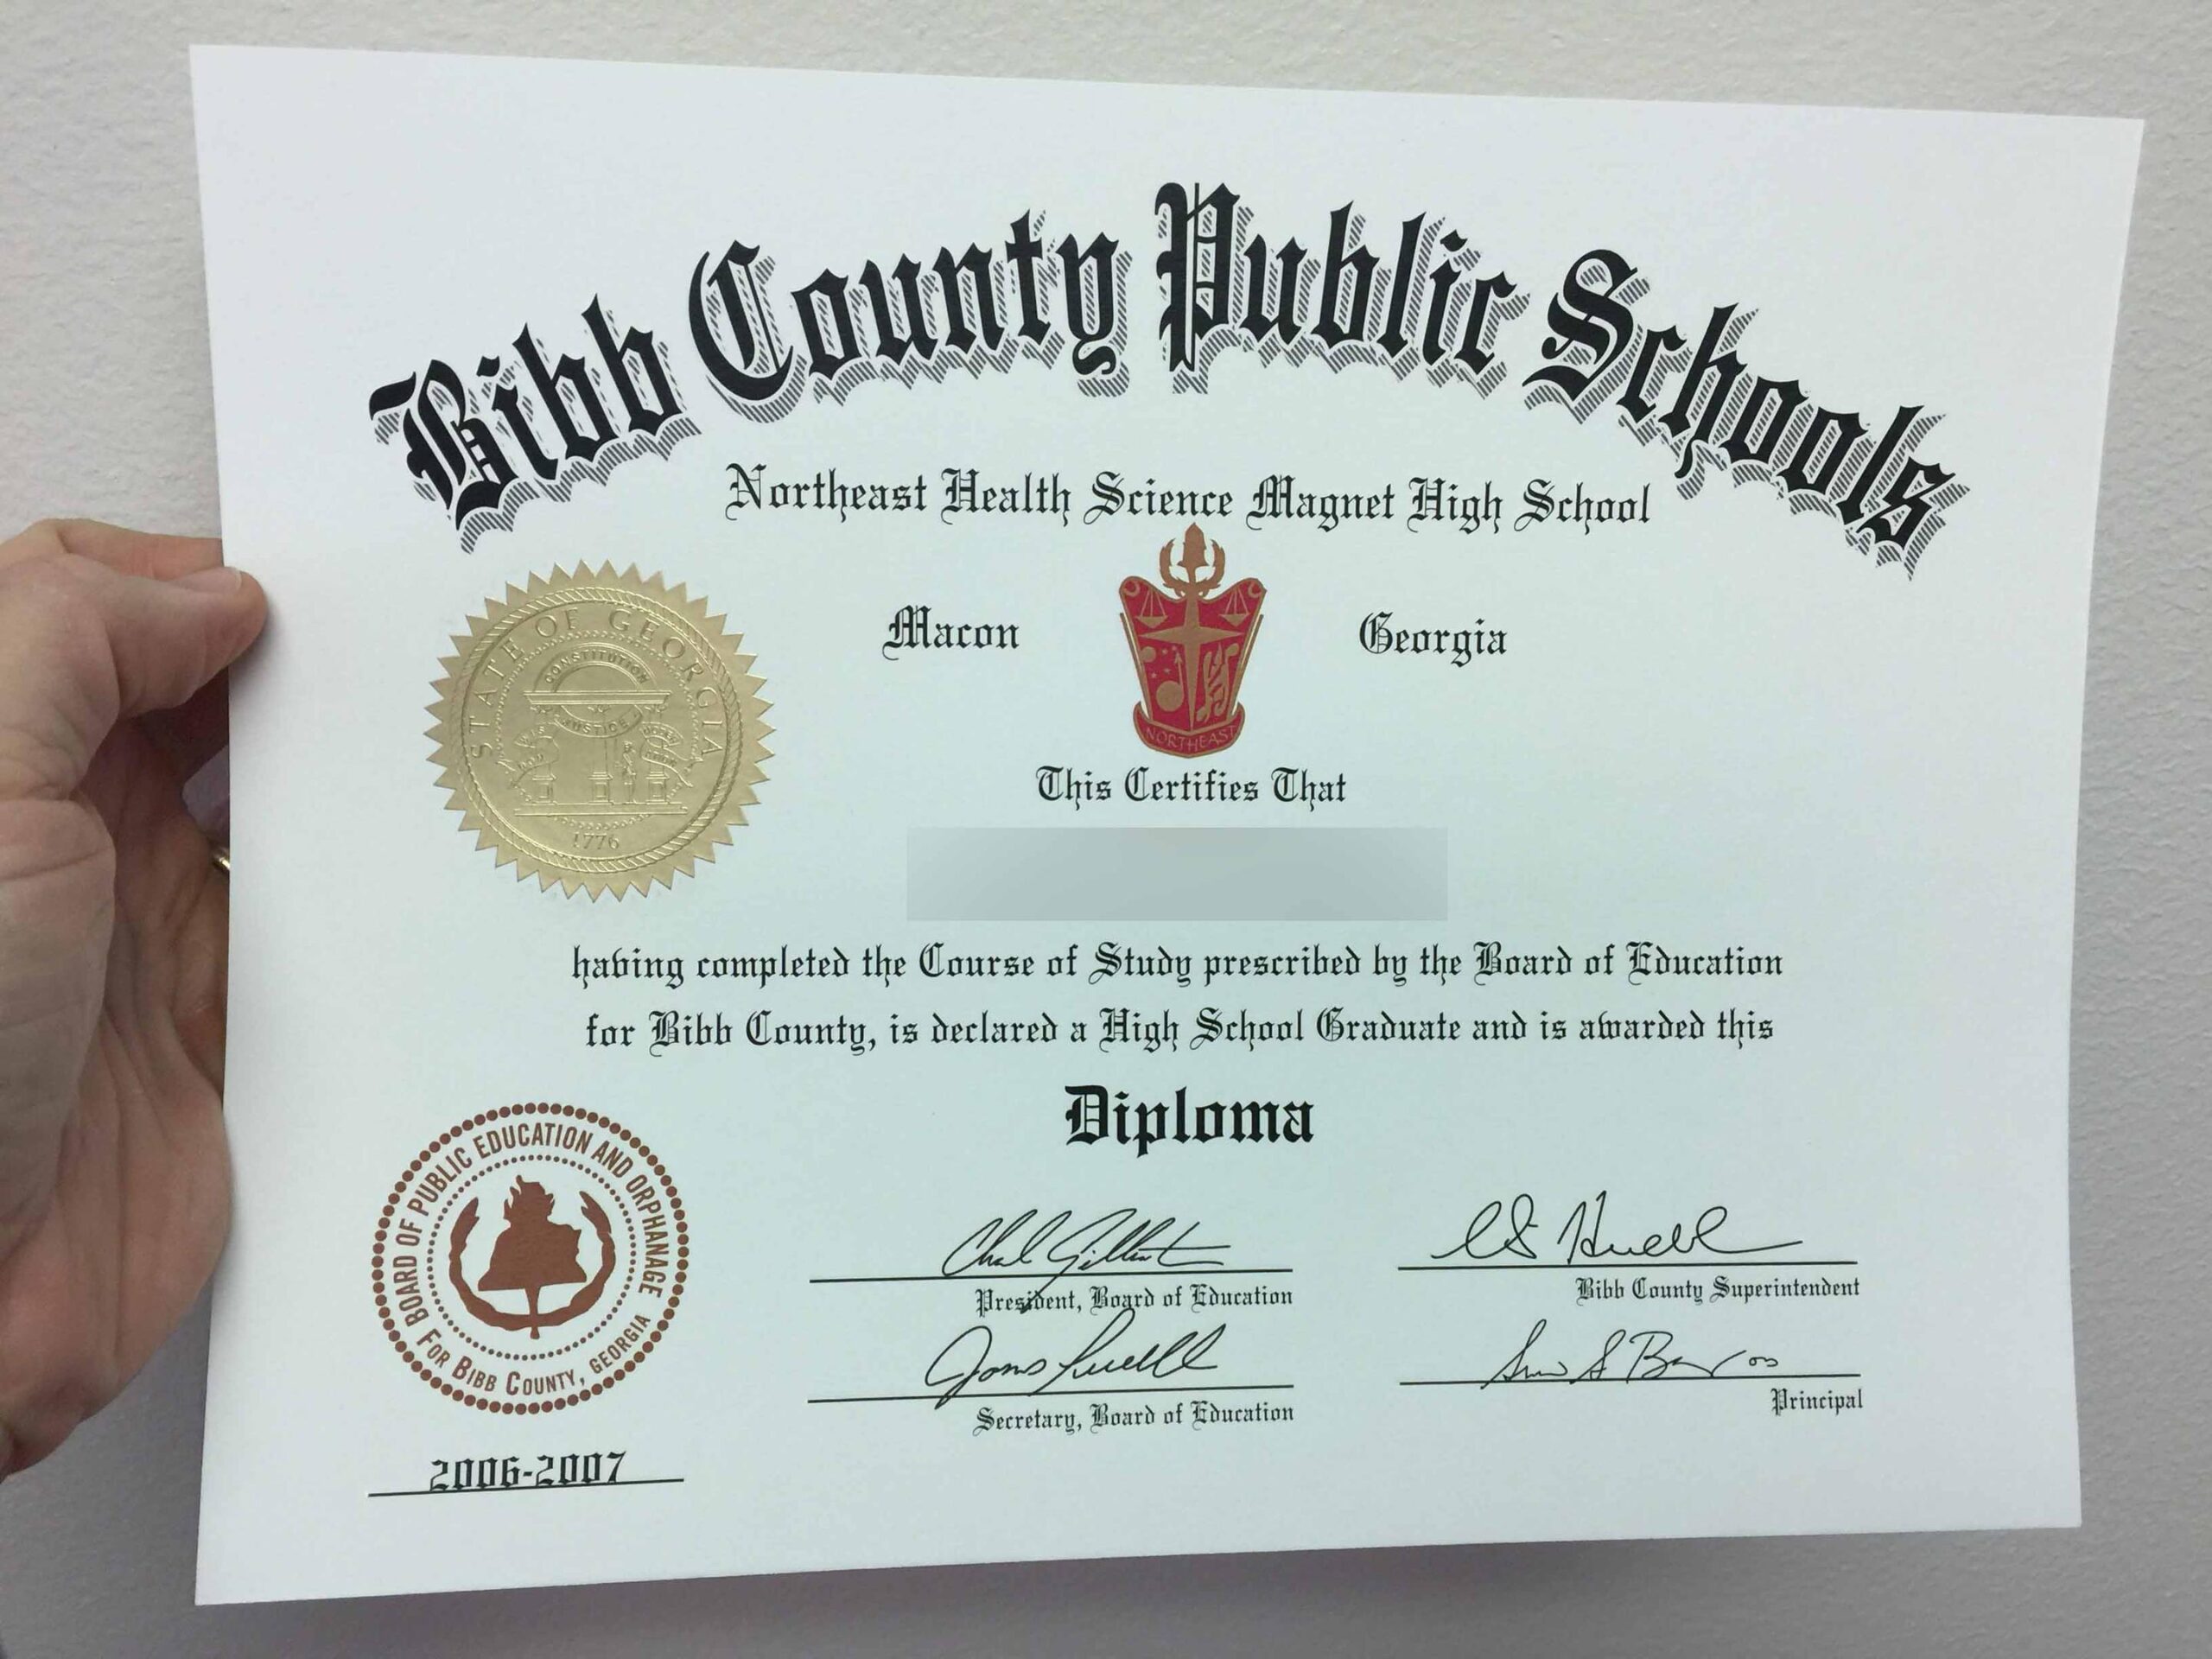 Bibb County Public Schools
Northeast Health Science Magnet High School
Macon Georgia
NORTHEAST
STATE OF GEORGIA
CONSTITUTION
JUSTICE
1776
This Certifies That
having completed the Course of Study prescribed by the Board of Education
for Bibb County, is declared a High School Graduate and is awarded this
Diploma
BOARD OF PUBLIC EDUCATION AND ORPHANAGE
FOR BIBB COUNTY, GEORGIA
2006-2007
President, Board of Education
Bibb County Superintendent
Secretary, Board of Education
Principal